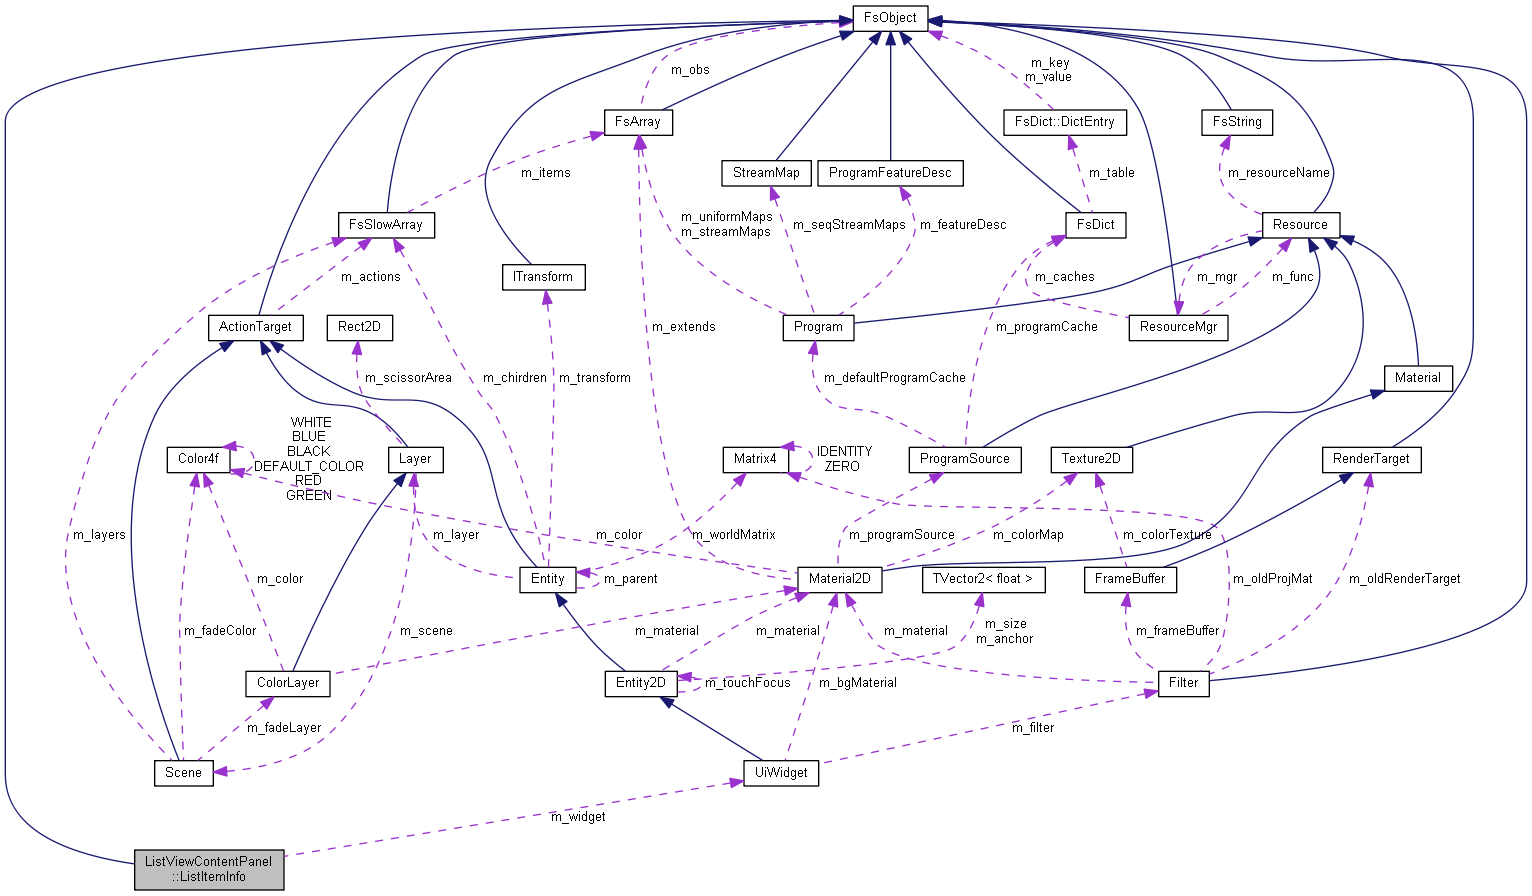 FsObject
m_key
m_value
m_obs
FsArray
FsDict::DictEntry
FsString
m_items
StreamMap
ProgramFeatureDesc
m_table
m_resourceName
FsSlowArray
m_uniformMaps
m_streamMaps
m_seqStreamMaps
m_featureDesc
FsDict
Resource
m_actions
ITransform
m_caches
m_mgr
m_func
ActionTarget
Rect2D
m_extends
Program
m_programCache
ResourceMgr
m_scissorArea
m_chirdren
m_transform
m_defaultProgramCache
Material
WHITE
BLUE
BLACK
DEFAULT_COLOR
RED
GREEN
Color4f
Layer
Matrix4
IDENTITY
ZERO
ProgramSource
Texture2D
RenderTarget
m_layers
m_layer
m_color
m_worldMatrix
m_programSource
m_colorMap
m_colorTexture
m_color
Entity
m_parent
Material2D
TVector2< float >
FrameBuffer
m_oldProjMat
m_oldRenderTarget
m_fadeColor
m_scene
m_material
m_material
m_material
m_size
m_anchor
m_frameBuffer
ColorLayer
Entity2D
m_touchFocus
m_bgMaterial
Filter
m_fadeLayer
m_filter
Scene
UiWidget
m_widget
ListViewContentPanel
::ListItemInfo